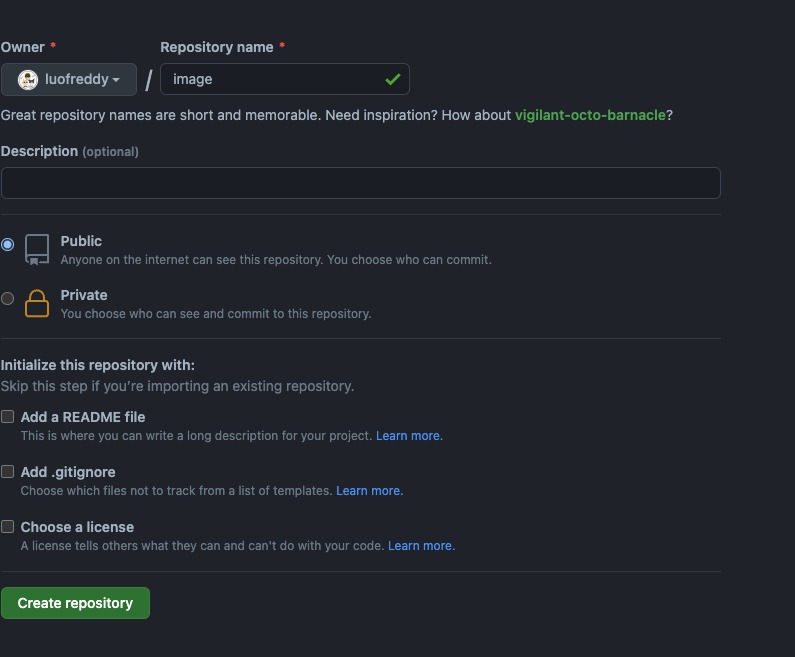 Owner *
Repository name *
luofreddy
/
image
Great repository names are short and memorable. Need inspiration? How about vigilant-octo-barnacle?
Description (optional)
Public
Anyone on the internet can see this repository. You choose who can commit.
Private
You choose who can see and commit to this repository.
Initialize this repository with:
Skip this step if you're importing an existing repository.
Add a README file
This is where you can write a long description for your project. Learn more.
Add .gitignore
Choose which files not to track from a list of templates. Learn more.
Choose a license
A license tells others what they can and can't do with your code. Learn more.
Create repository